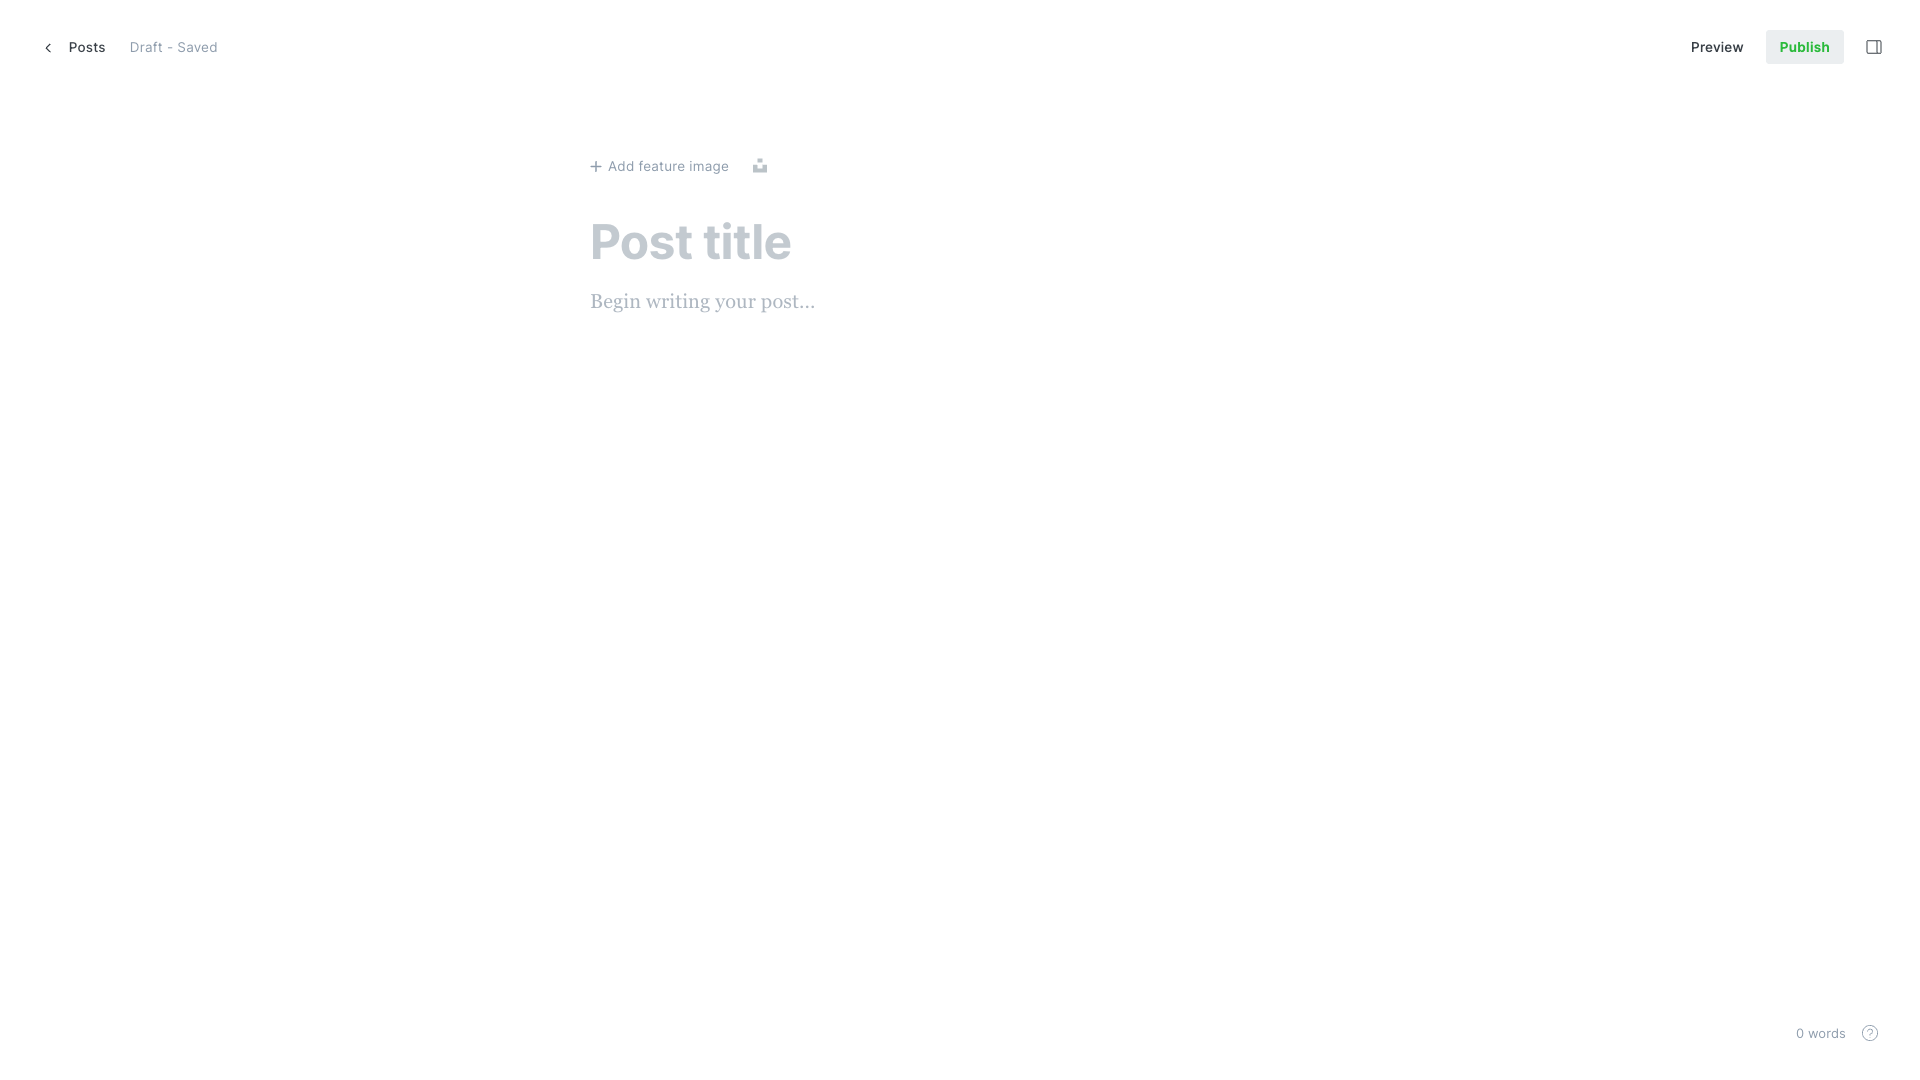 Posts Draft - Saved Preview Publish
Add feature image
Post title
Begin writing your post...
0 words ?